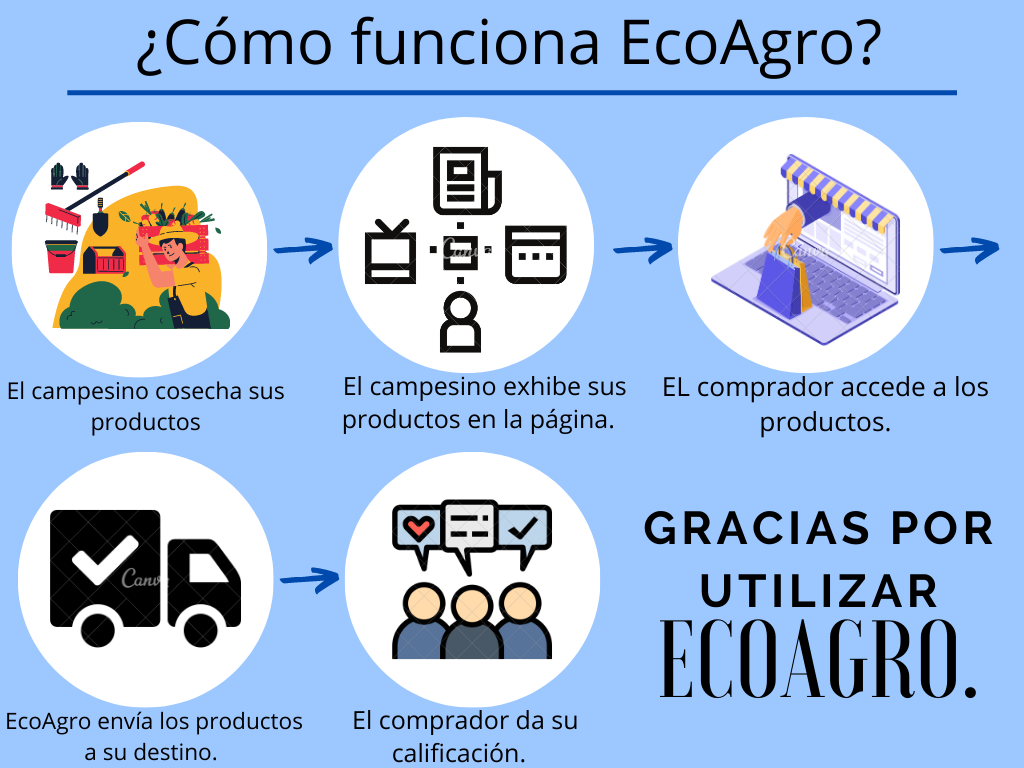 ¿Cómo funciona EcoAgro?
El campesino cosecha sus
productos
El campesino exhibe sus
productos en la página.
EL comprador accede a los
productos.
Canva
EcoAgro envía los productos
a su destino.
El comprador da su
calificación.
GRACIAS POR
UTILIZAR
ECOAGRO.